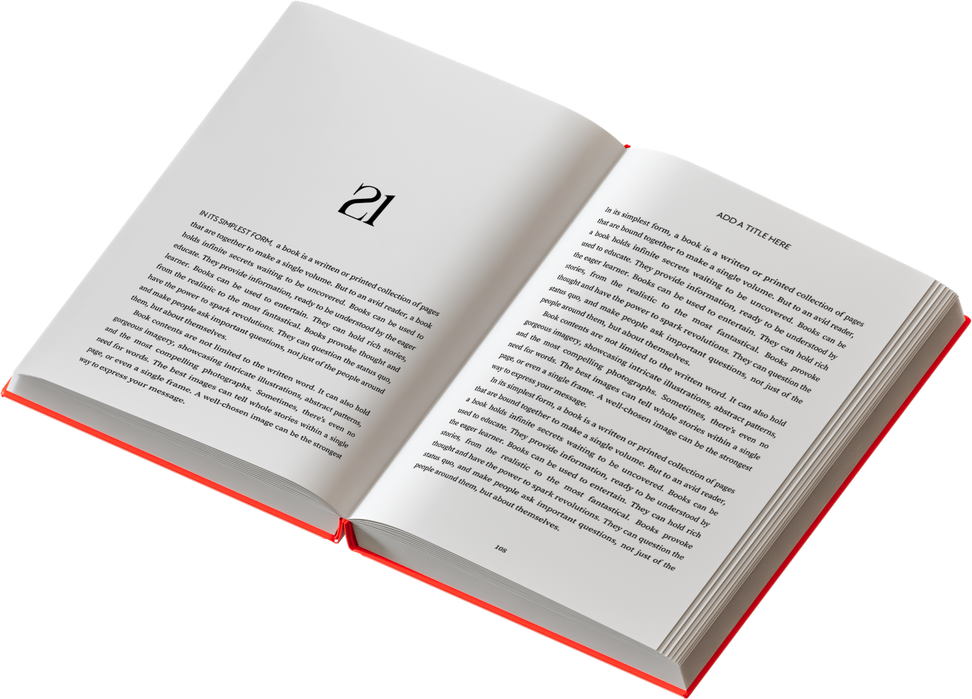 21
IN ITS SIMPLEST FORM, a book is a written or printed collection of pages
that are together to make a single volume. But to an avid reader, a book
holds infinite secrets waiting to be uncovered. Books can be used to
educate. They provide information, ready to be understood by the eager
learner. Books can be used to entertain. They can hold rich stories,
from the realistic to the most fantastical. Books provoke thought and
have the power to spark revolutions. They can question the status quo,
and make people ask important questions, not just of the people around
them, but about themselves.
Book contents are not limited to the written word. It can also hold
gorgeous imagery; showcasing intricate illustrations, abstract patterns,
and the most compelling photographs. Sometimes, there's even no
need for words. The best images can tell whole stories within a single
page, or even a single frame. A well-chosen image can be the strongest
way to express your message.
ADD A TITLE HERE
In its simplest form, a book is a written or printed collection of pages
that are bound together to make a single volume. But to an avid reader,
a book holds infinite secrets waiting to be uncovered. Books can be
used to educate. They provide information, ready to be understood by
the eager learner. Books can be used to entertain. They can hold rich
stories, from the realistic to the most fantastical. Books provoke
thought and have the power to spark revolutions. They can question the
status quo, and make people ask important questions, not just of the
people around them, but about themselves.
Book contents are not limited to the written word. It can also hold
gorgeous imagery; showcasing intricate illustrations, abstract patterns,
and the most compelling photographs. Sometimes, there's even no
need for words. The best images can tell whole stories within a single
page, or even a single frame. A well-chosen image can be the strongest
way to express your message.
In its simplest form, a book is a written or printed collection of pages
that are bound together to make a single volume. But to an avid reader,
a book holds infinite secrets waiting to be uncovered. Books can be
used to educate. They provide information, ready to be understood by
the eager learner. Books can be used to entertain. They can hold rich
stories, from the realistic to the most fantastical. Books provoke
thought and have the power to spark revolutions. They can question the
status quo, and make people ask important questions, not just of the
people around them, but about themselves.
108